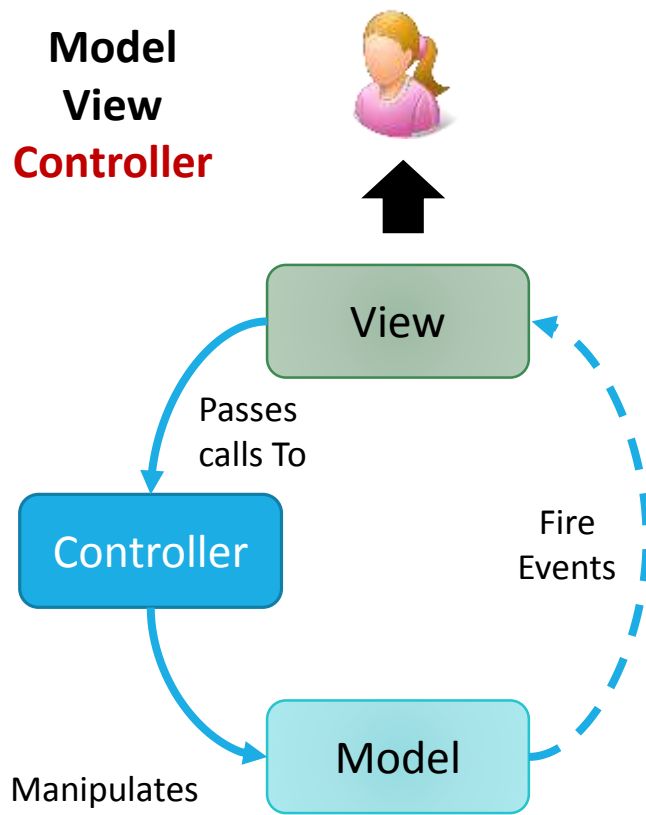 Model
View
Controller
View
Passes
calls To
Controller
Fire
Events
Model
Manipulates